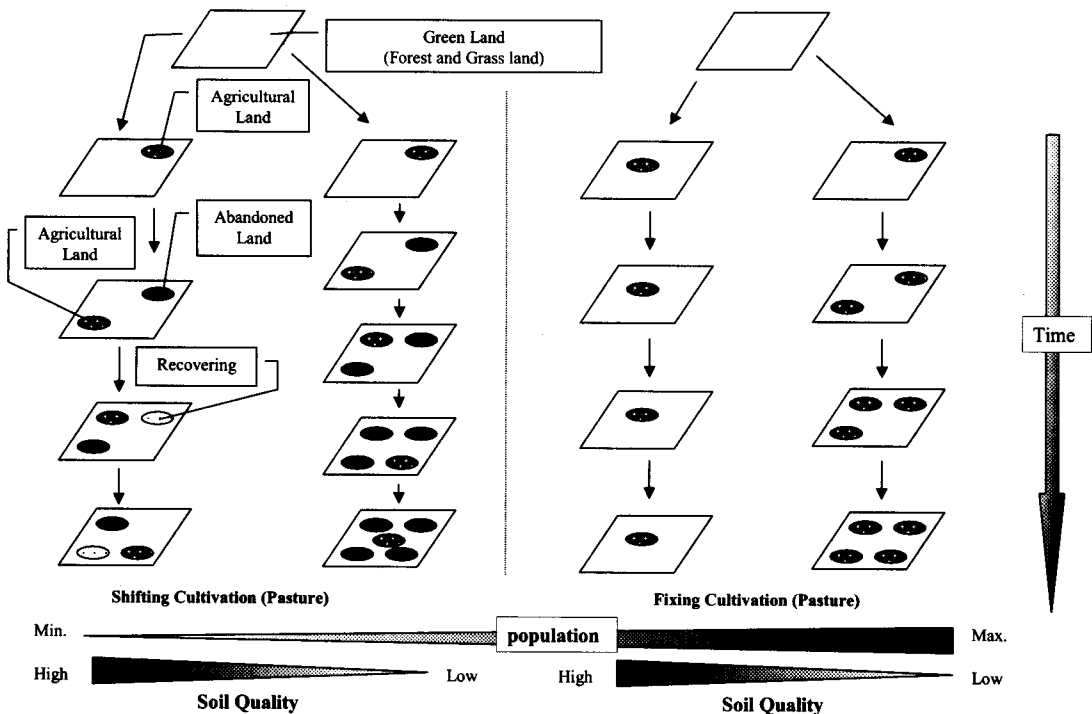 Green Land
(Forest and Grass land)
Agricultural
Land
Agricultural
Land
Abandoned
Land
Recovering
Time
Shifting Cultivation (Pasture)
Fixing Cultivation (Pasture)
Min.
population
Max.
High
Low
High
Low
Soil Quality
Soil Quality